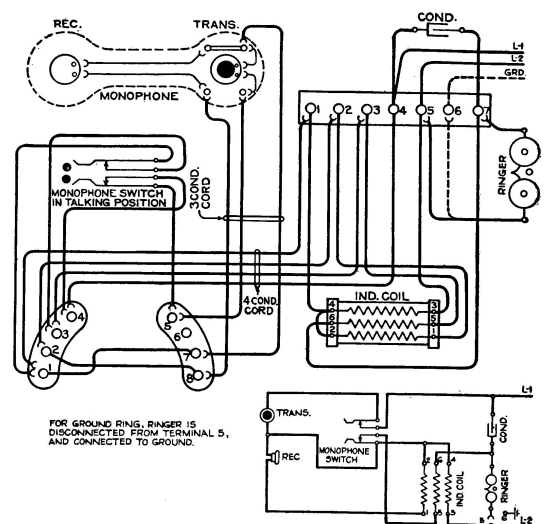 REC.
TRANS.
COND.
L-1
L-2
GRD.
MONOPHONE
1 2 3 4 5 6 7
RINGER
MONOPHONE SWITCH
IN TALKING POSITION
3 COND.
CORD
4 COND.
CORD
IND. COIL
4 3
6 5
2 1
4
3
2
1
5
6
7
8
FOR GROUND RING, RINGER IS
DISCONNECTED FROM TERMINAL 5,
AND CONNECTED TO GROUND.
L-1
TRANS.
COND.
MONOPHONE
SWITCH
REC
2 6 4
IND. COIL
RINGER
L-2